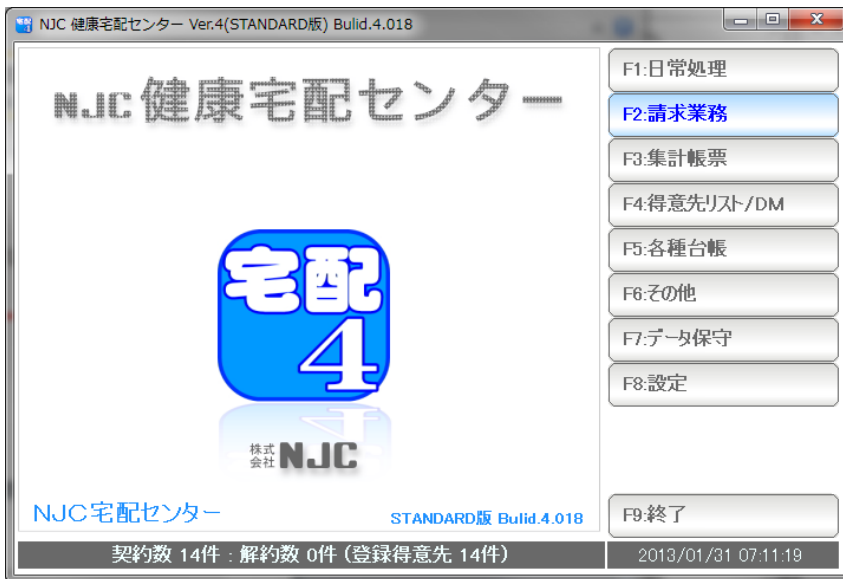 NJC 健康宅配センター Ver.4(STANDARD版) Bulid.4.018
NJC 健康宅配センター
宅配
4
株式会社 NJC
NJC宅配センター
STANDARD版 Bulid.4.018
F1:日常処理
F2:請求業務
F3:集計帳票
F4:得意先リスト/DM
F5:各種台帳
F6:その他
F7:データ保守
F8:設定
F9:終了
契約数 14件 : 解約数 0件 (登録得意先 14件)
2013/01/31 07:11:19